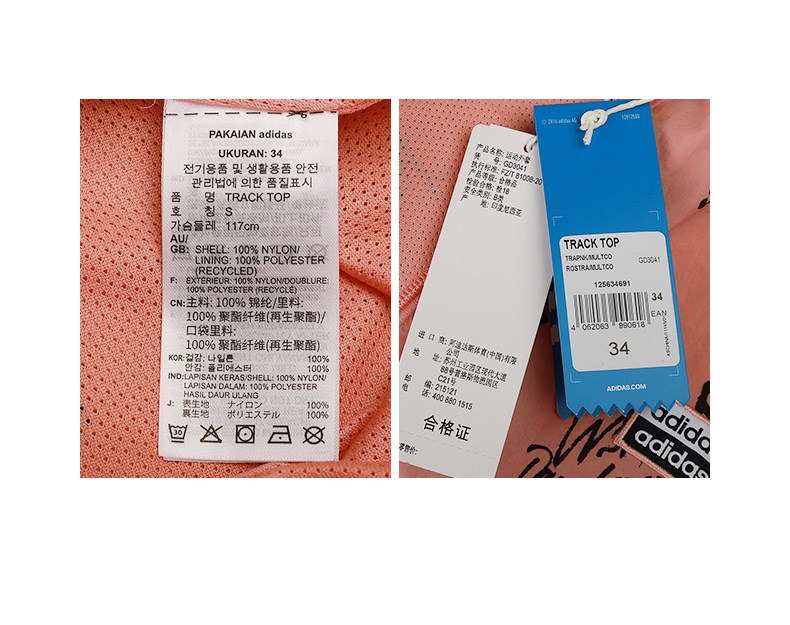 PAKAIAN adidas
UKURAN: 34
전기용품 및 생활용품 안전
관리법에 의한 품질표시
품 명 TRACK TOP
호 칭 S
가슴둘레 117cm
AU/
GB: SHELL: 100% NYLON/
LINING: 100% POLYESTER
(RECYCLED)
F: EXTÉRIEUR: 100% NYLON/DOUBLURE:
100% POLYESTER (RECYCLÉ)
CN: 主料: 100% 锦纶/里料:
100% 聚酯纤维(再生聚酯)/
口袋里料:
100% 聚酯纤维(再生聚酯)
KOR: 겉감: 나일론 100%
안감: 폴리에스터 100%
IND: LAPISAN KERAS/SHELL: 100% NYLON/
LAPISAN DALAM: 100% POLYESTER
HASIL DAUR ULANG
J: 表生地 ナイロン 100%
裏生地 ポリエステル 100%
30
产品名称: 运动外套
货 号: GD3041
执行标准: FZ/T 81008-20
产品等级: 合格品
检验合格: 检18
安全类别: B类
产 地: 印度尼西亚
进 口 商: 阿迪达斯体育(中国)有限
公司
地 址: 苏州工业园区现代大道
88号普洛斯物流园区
C21号
邮 编: 215121
电 话: 400 880 1515
合格证
零售价:
adidas AG
TRACK TOP
TRAPNK/MULTCO GD3041
ROSTRA/MULTCO
125634691
34
EAN
4 062063 990618
34
ADIDAS.COM
adidas
adidas